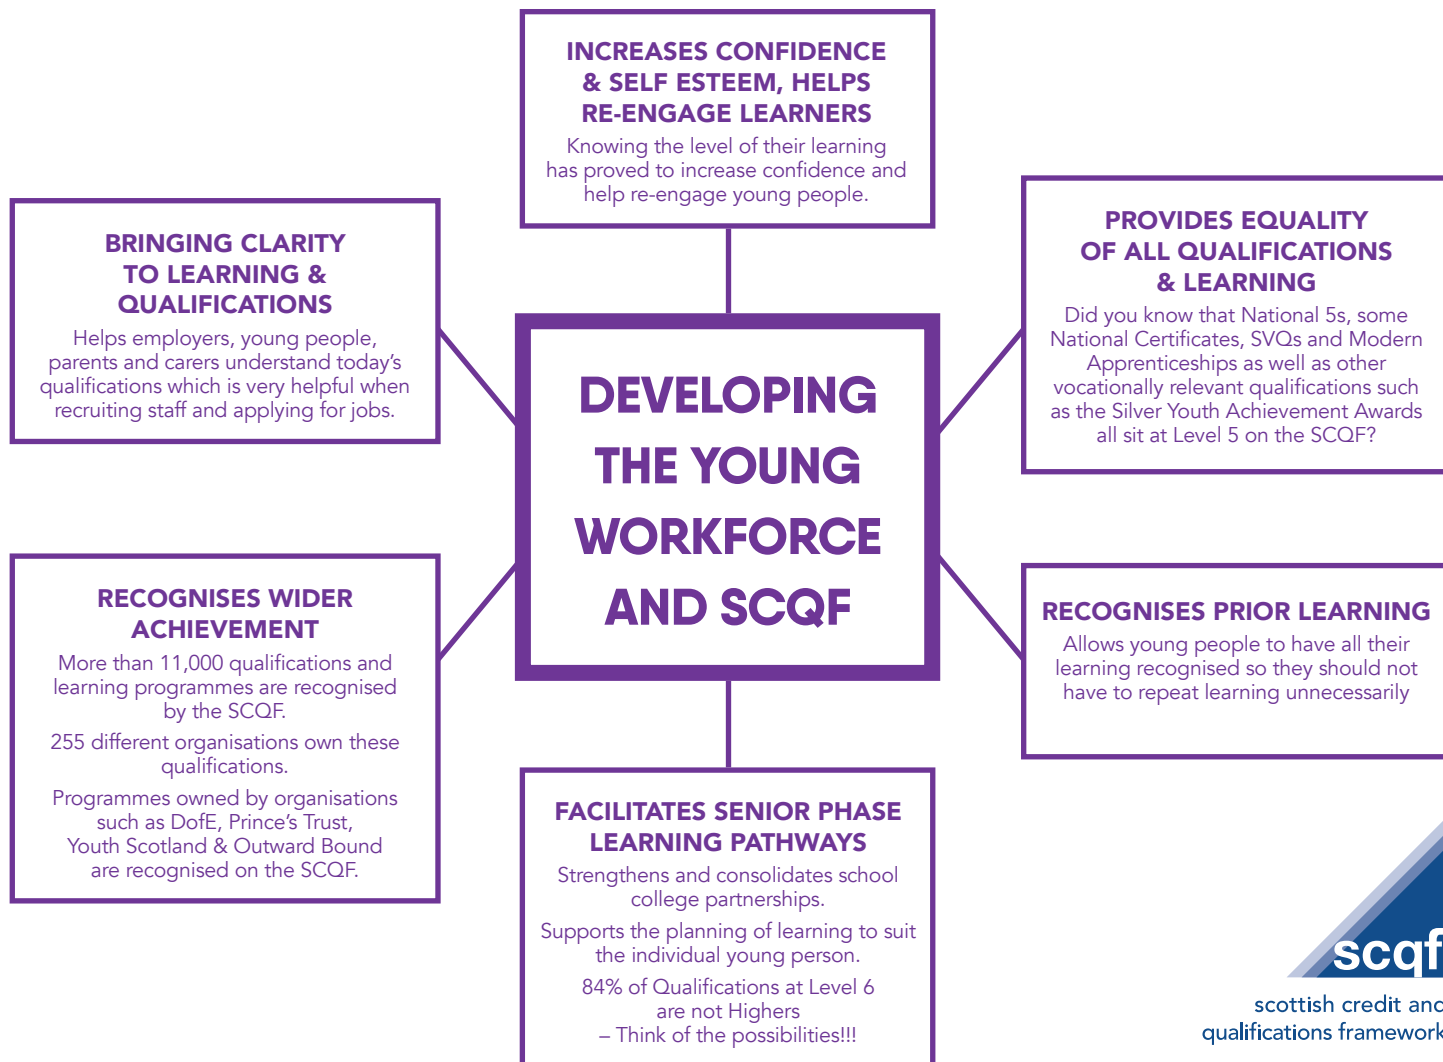 INCREASES CONFIDENCE
& SELF ESTEEM, HELPS
RE-ENGAGE LEARNERS
Knowing the level of their learning
has proved to increase confidence and
help re-engage young people.
BRINGING CLARITY
TO LEARNING &
QUALIFICATIONS
Helps employers, young people,
parents and carers understand today’s
qualifications which is very helpful when
recruiting staff and applying for jobs.
PROVIDES EQUALITY
OF ALL QUALIFICATIONS
& LEARNING
Did you know that National 5s, some
National Certificates, SVQs and Modern
Apprenticeships as well as other
vocationally relevant qualifications such
as the Silver Youth Achievement Awards
all sit at Level 5 on the SCQF?
DEVELOPING
THE YOUNG
WORKFORCE
AND SCQF
RECOGNISES WIDER
ACHIEVEMENT
More than 11,000 qualifications and
learning programmes are recognised
by the SCQF.
255 different organisations own these
qualifications.
Programmes owned by organisations
such as DofE, Prince’s Trust,
Youth Scotland & Outward Bound
are recognised on the SCQF.
RECOGNISES PRIOR LEARNING
Allows young people to have all their
learning recognised so they should not
have to repeat learning unnecessarily
FACILITATES SENIOR PHASE
LEARNING PATHWAYS
Strengthens and consolidates school
college partnerships.
Supports the planning of learning to suit
the individual young person.
84% of Qualifications at Level 6
are not Highers
– Think of the possibilities!!!
scqf
scottish credit and
qualifications framework